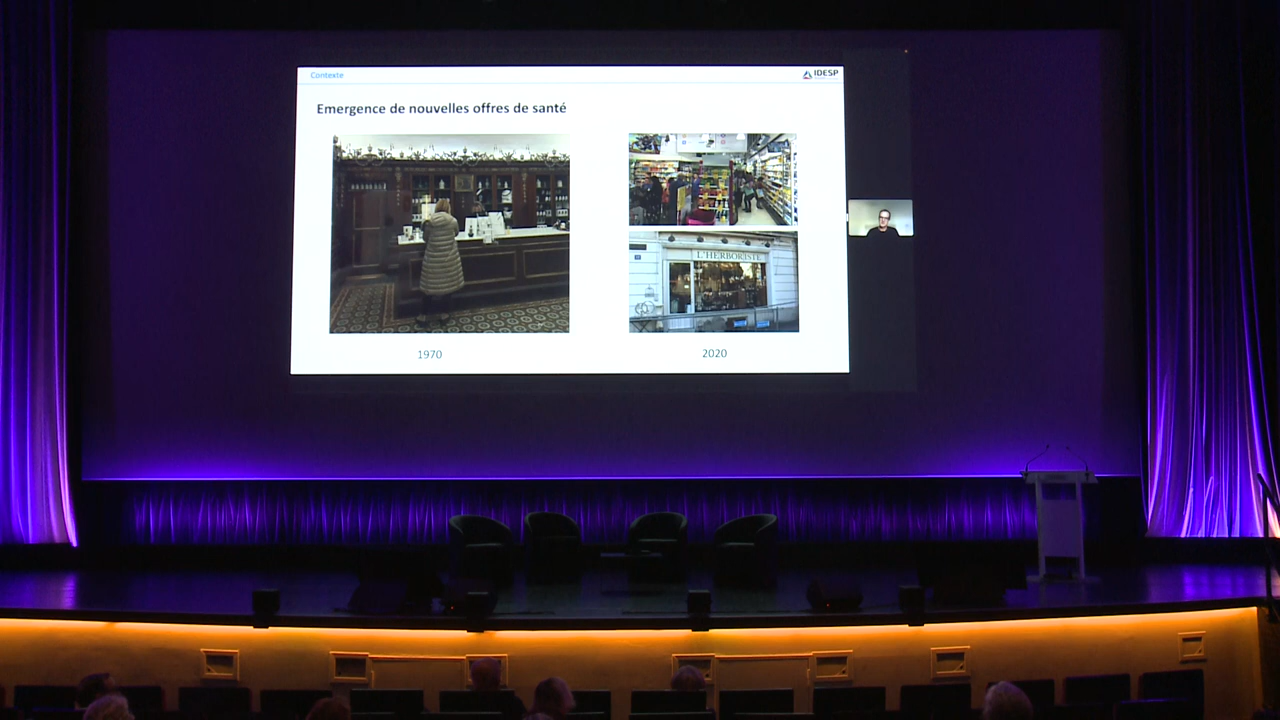 Contexte
IDESP
Emergence de nouvelles offres de santé
L'HERBORISTE
1970
2020